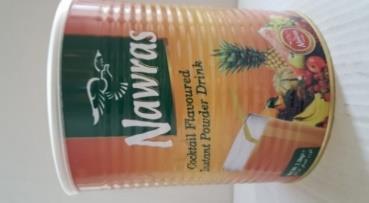 Nawras
Cocktail Flavoured
Instant Powder Drink